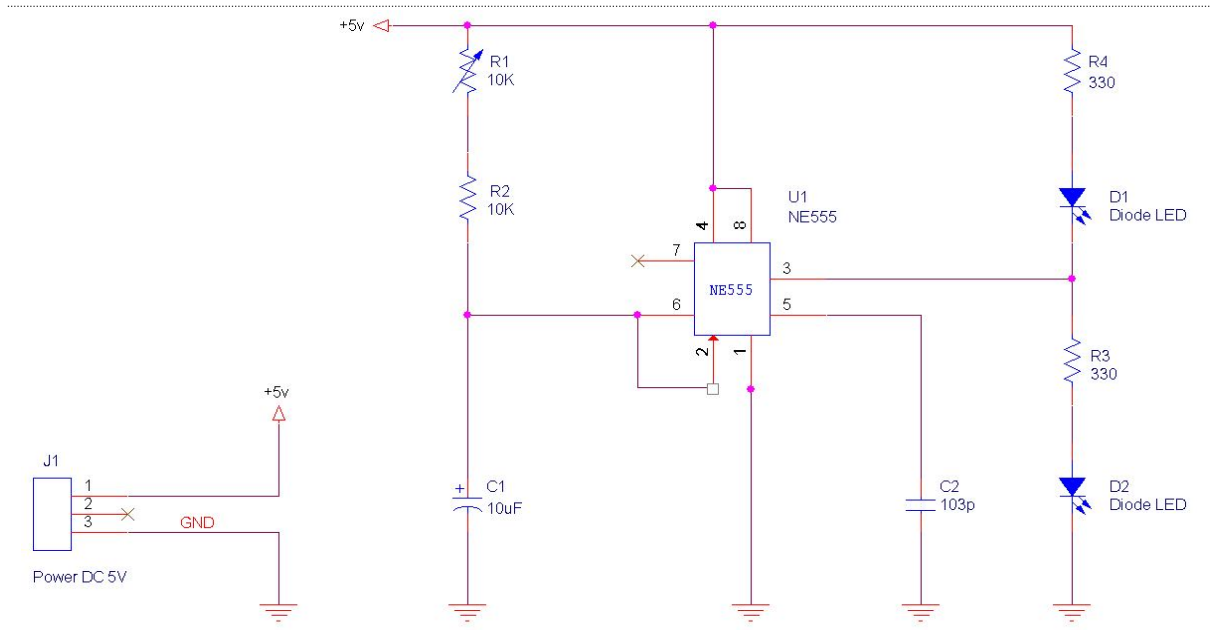 +5v
R1
10K
R4
330
R2
10K
U1
NE555
D1
Diode LED
4
8
7
3
NE555
6
5
2
1
R3
330
+5v
J1
1
2
3
GND
Power DC 5V
+
C1
10uF
C2
103p
D2
Diode LED